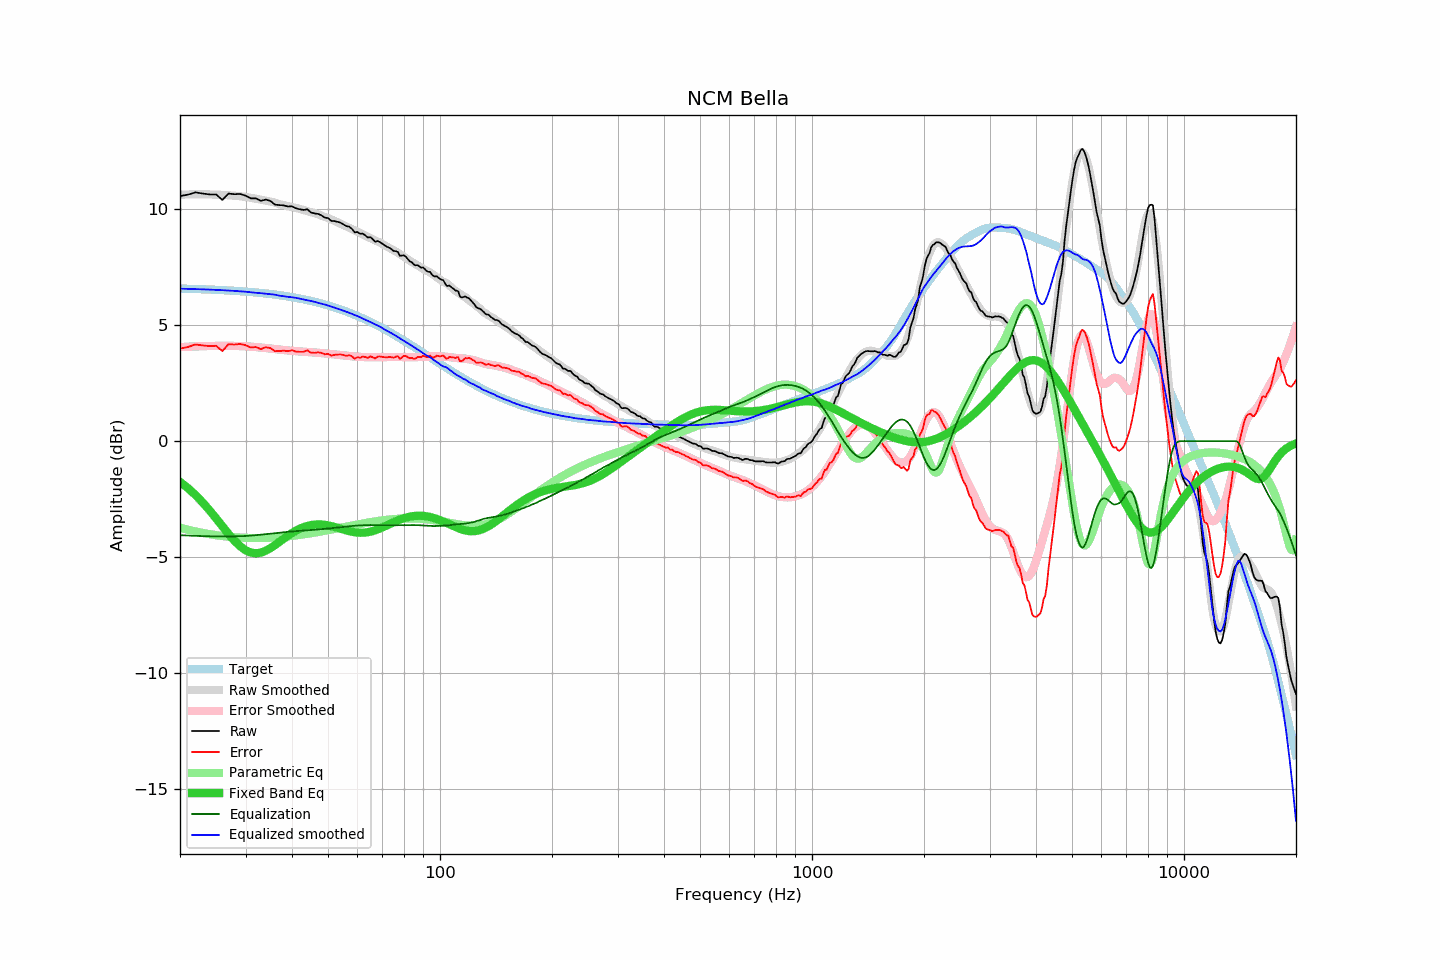 NCM Bella
Amplitude (dBr)
10
5
0
−5
−10
−15
Target
Raw Smoothed
Error Smoothed
Raw
Error
Parametric Eq
Fixed Band Eq
Equalization
Equalized smoothed
100
1000
10000
Frequency (Hz)